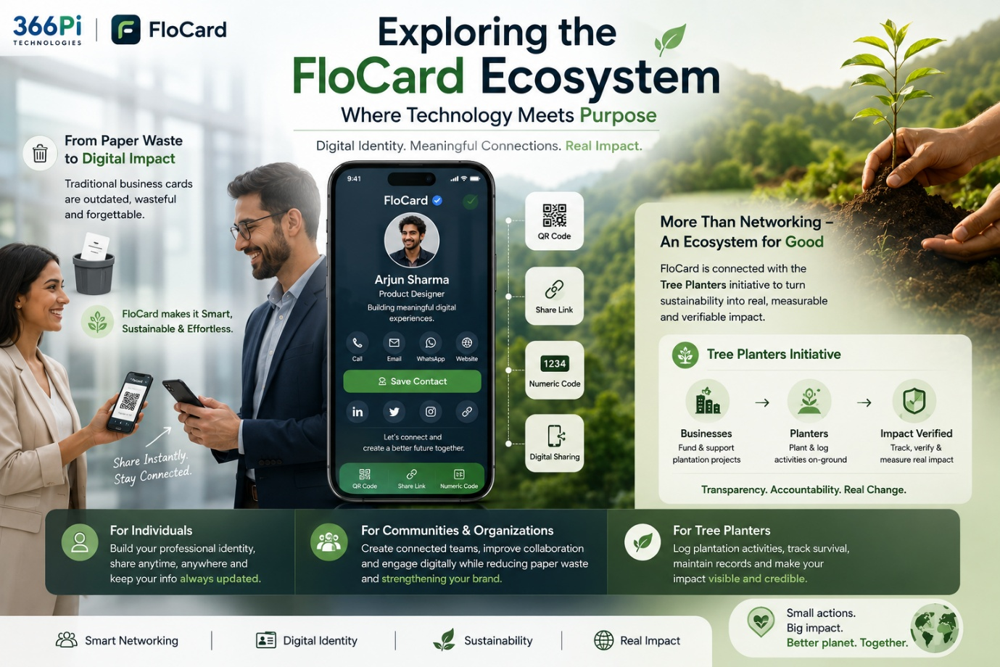 366Pi
TECHNOLOGIES
FloCard
Exploring the
FloCard Ecosystem
Where Technology Meets Purpose
Digital Identity. Meaningful Connections. Real Impact.
From Paper Waste
to Digital Impact
Traditional business cards
are outdated, wasteful
and forgettable.
FloCard makes it Smart,
Sustainable & Effortless.
Share Instantly.
Stay Connected.
9:41
FloCard
Arjun Sharma
Product Designer
Building meaningful digital
experiences.
Call
Email
WhatsApp
Website
Save Contact
in
Let's connect and
create a better future together.
QR Code
Share Link
Numeric Code
QR Code
Share Link
1234
Numeric Code
Digital Sharing
More Than Networking –
An Ecosystem for Good
FloCard is connected with the
Tree Planters initiative to turn
sustainability into real, measurable
and verifiable impact.
Tree Planters Initiative
Businesses
Fund & support
plantation projects
Planters
Plant & log
activities on-ground
Impact Verified
Track, verify &
measure real impact
Transparency. Accountability. Real Change.
For Individuals
Build your professional identity,
share anytime, anywhere and
keep your info always updated.
For Communities & Organizations
Create connected teams, improve collaboration
and engage digitally while reducing paper waste
and strengthening your brand.
For Tree Planters
Log plantation activities, track survival,
maintain records and make your
impact visible and credible.
Smart Networking
Digital Identity
Sustainability
Real Impact
Small actions.
Big impact.
Better planet. Together.